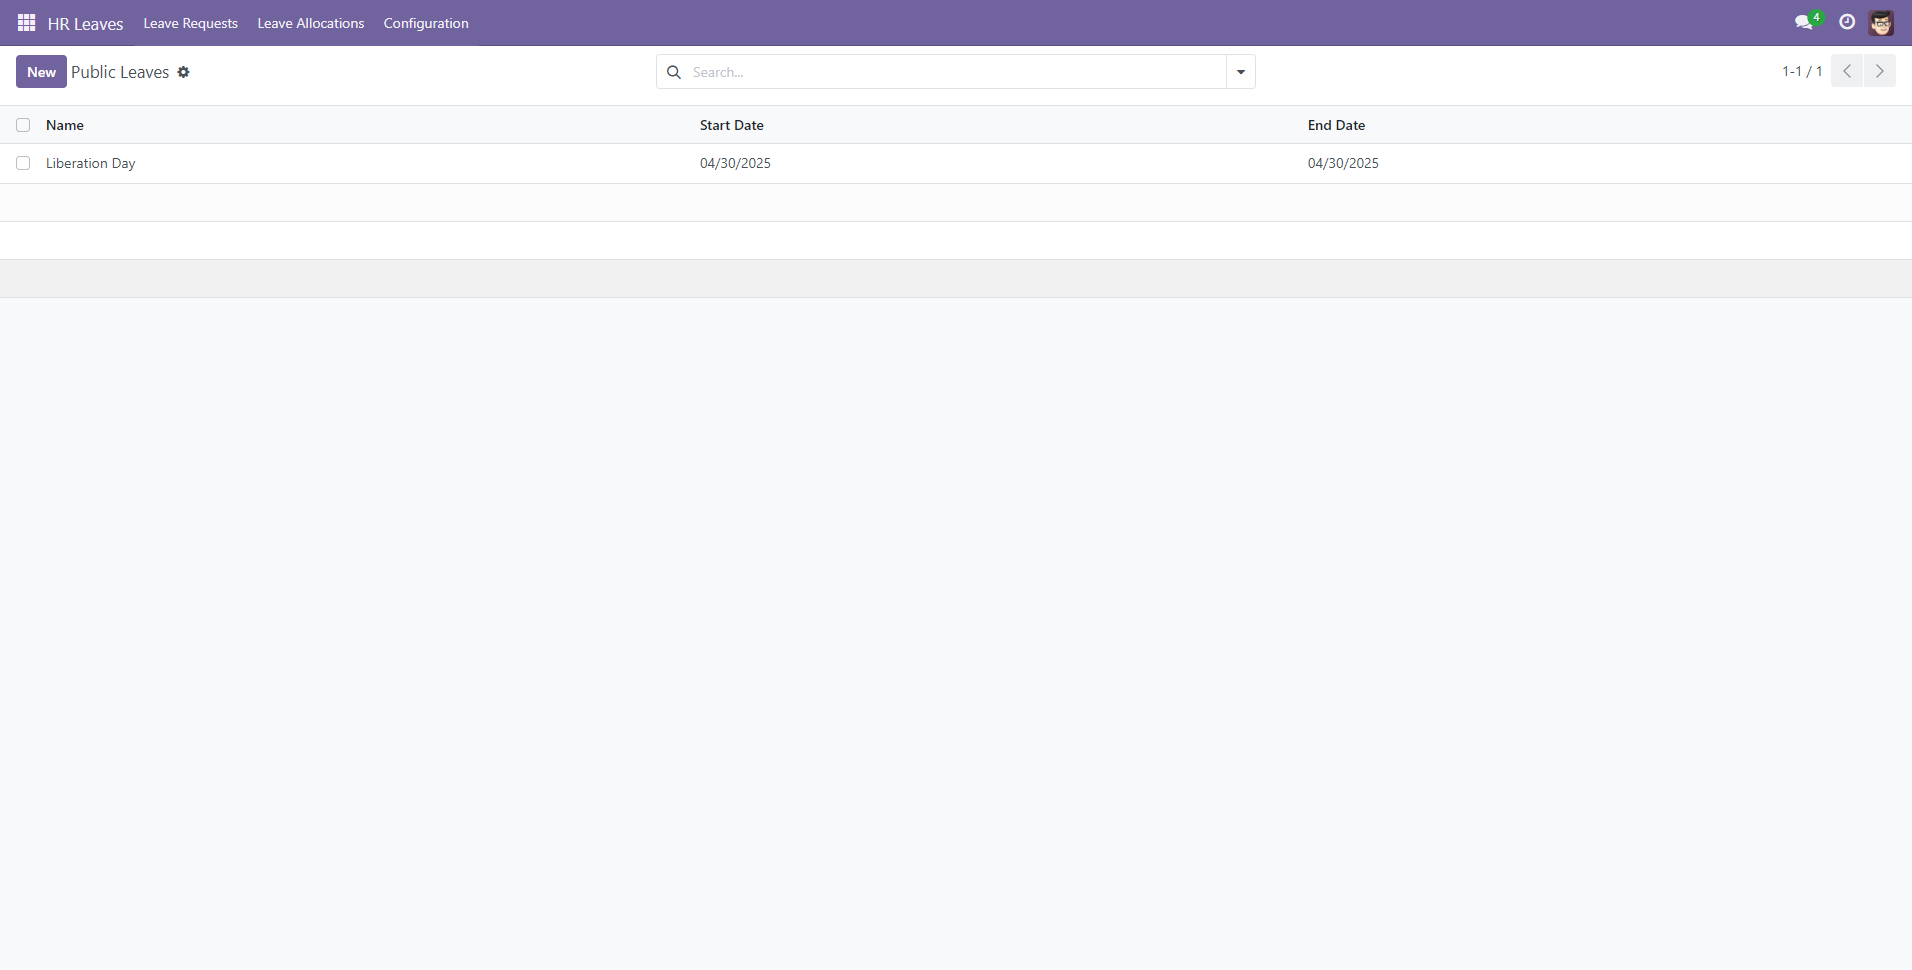 HR Leaves Leave Requests Leave Allocations Configuration 4
New Public Leaves Search... 1-1 / 1
Name Start Date End Date
Liberation Day 04/30/2025 04/30/2025